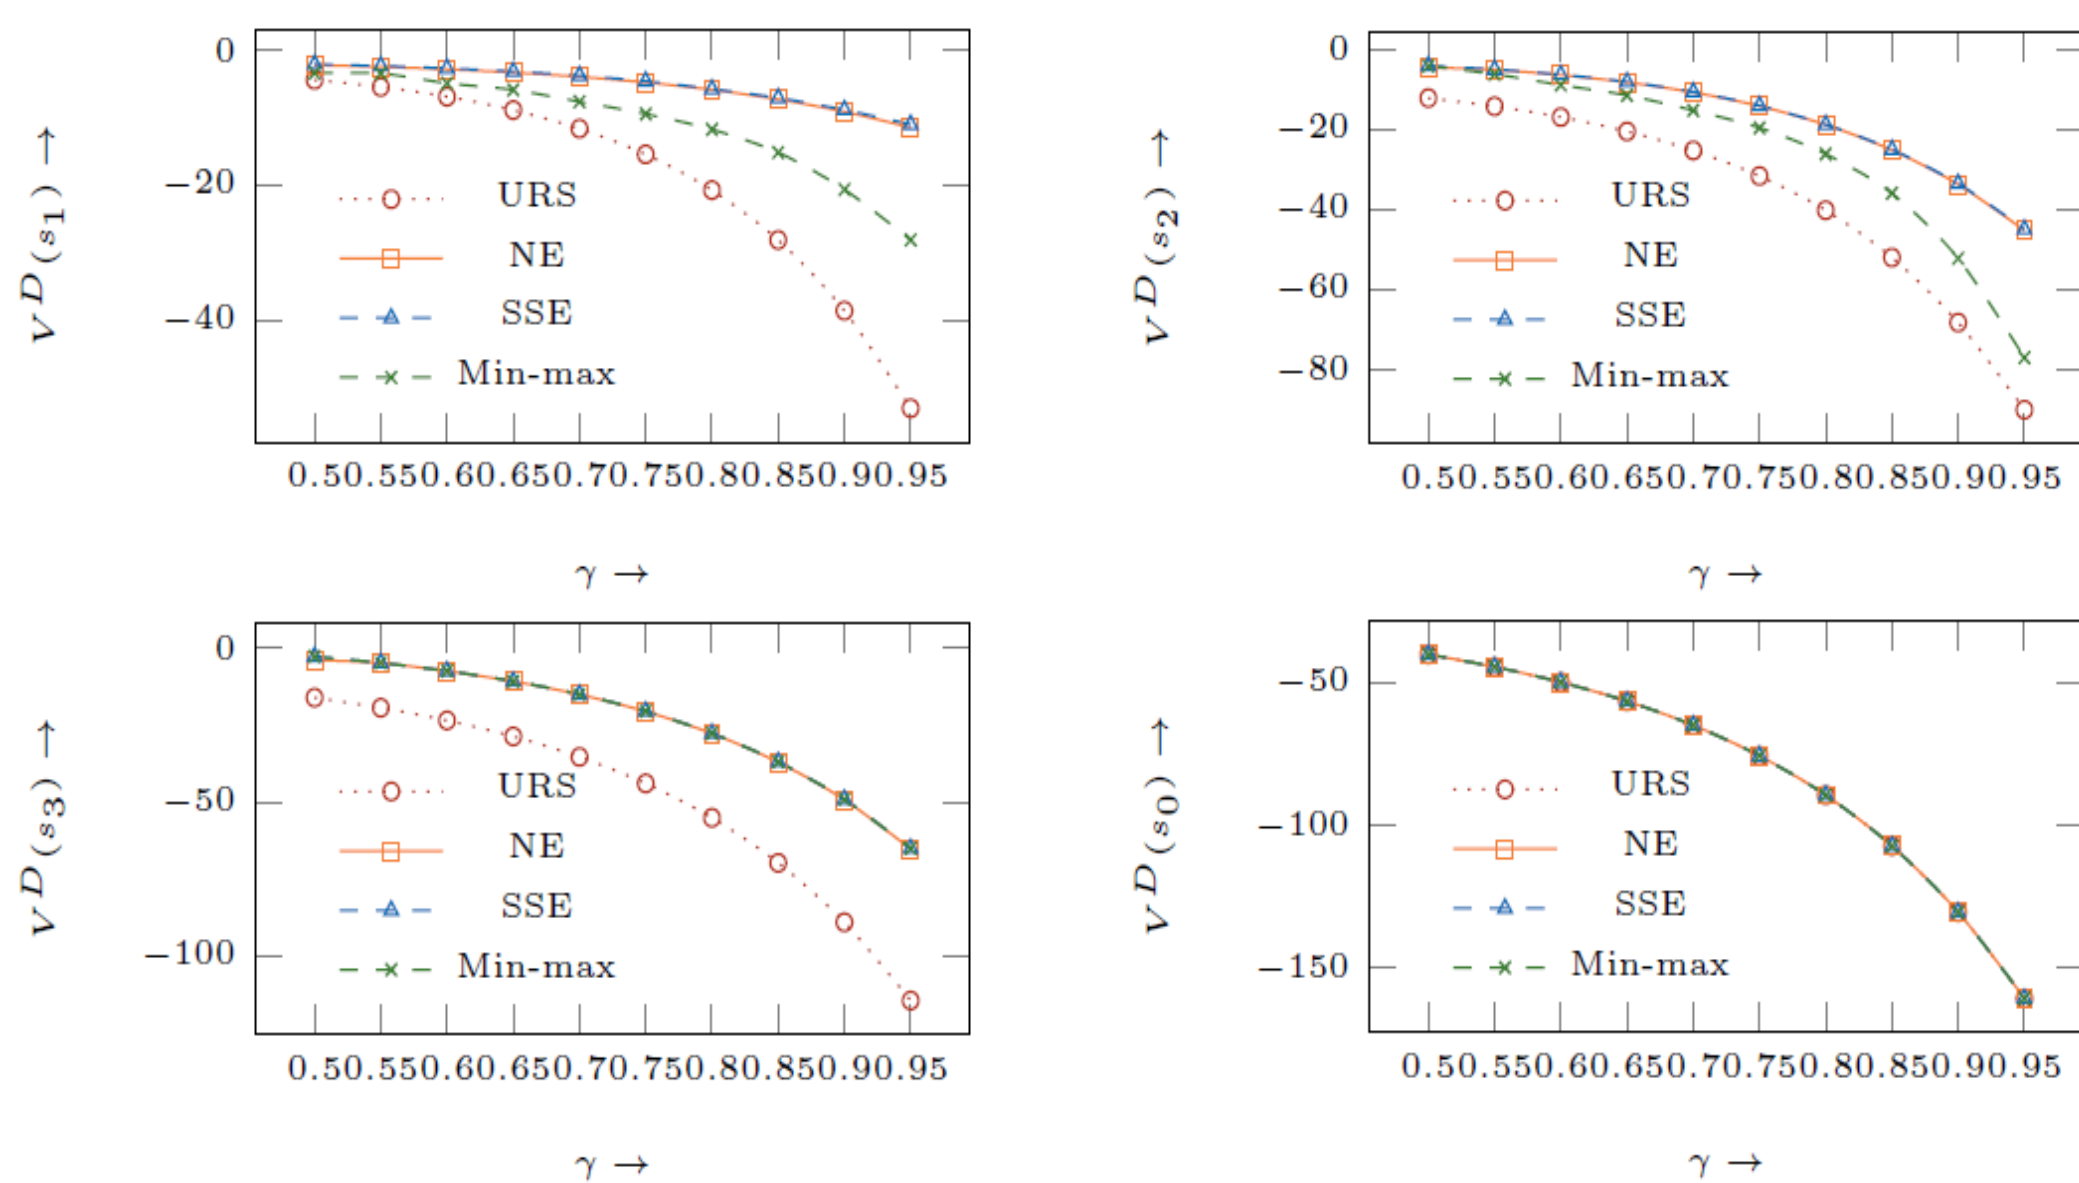 0
−20
−40
V^D(s_1) →
URS
NE
SSE
Min-max
0.50.550.60.650.70.750.80.850.90.95
γ →
0
−20
−40
−60
−80
V^D(s_2) →
URS
NE
SSE
Min-max
0.50.550.60.650.70.750.80.850.90.95
γ →
0
−50
−100
V^D(s_3) →
URS
NE
SSE
Min-max
0.50.550.60.650.70.750.80.850.90.95
γ →
−50
−100
−150
V^D(s_0) →
URS
NE
SSE
Min-max
0.50.550.60.650.70.750.80.850.90.95
γ →